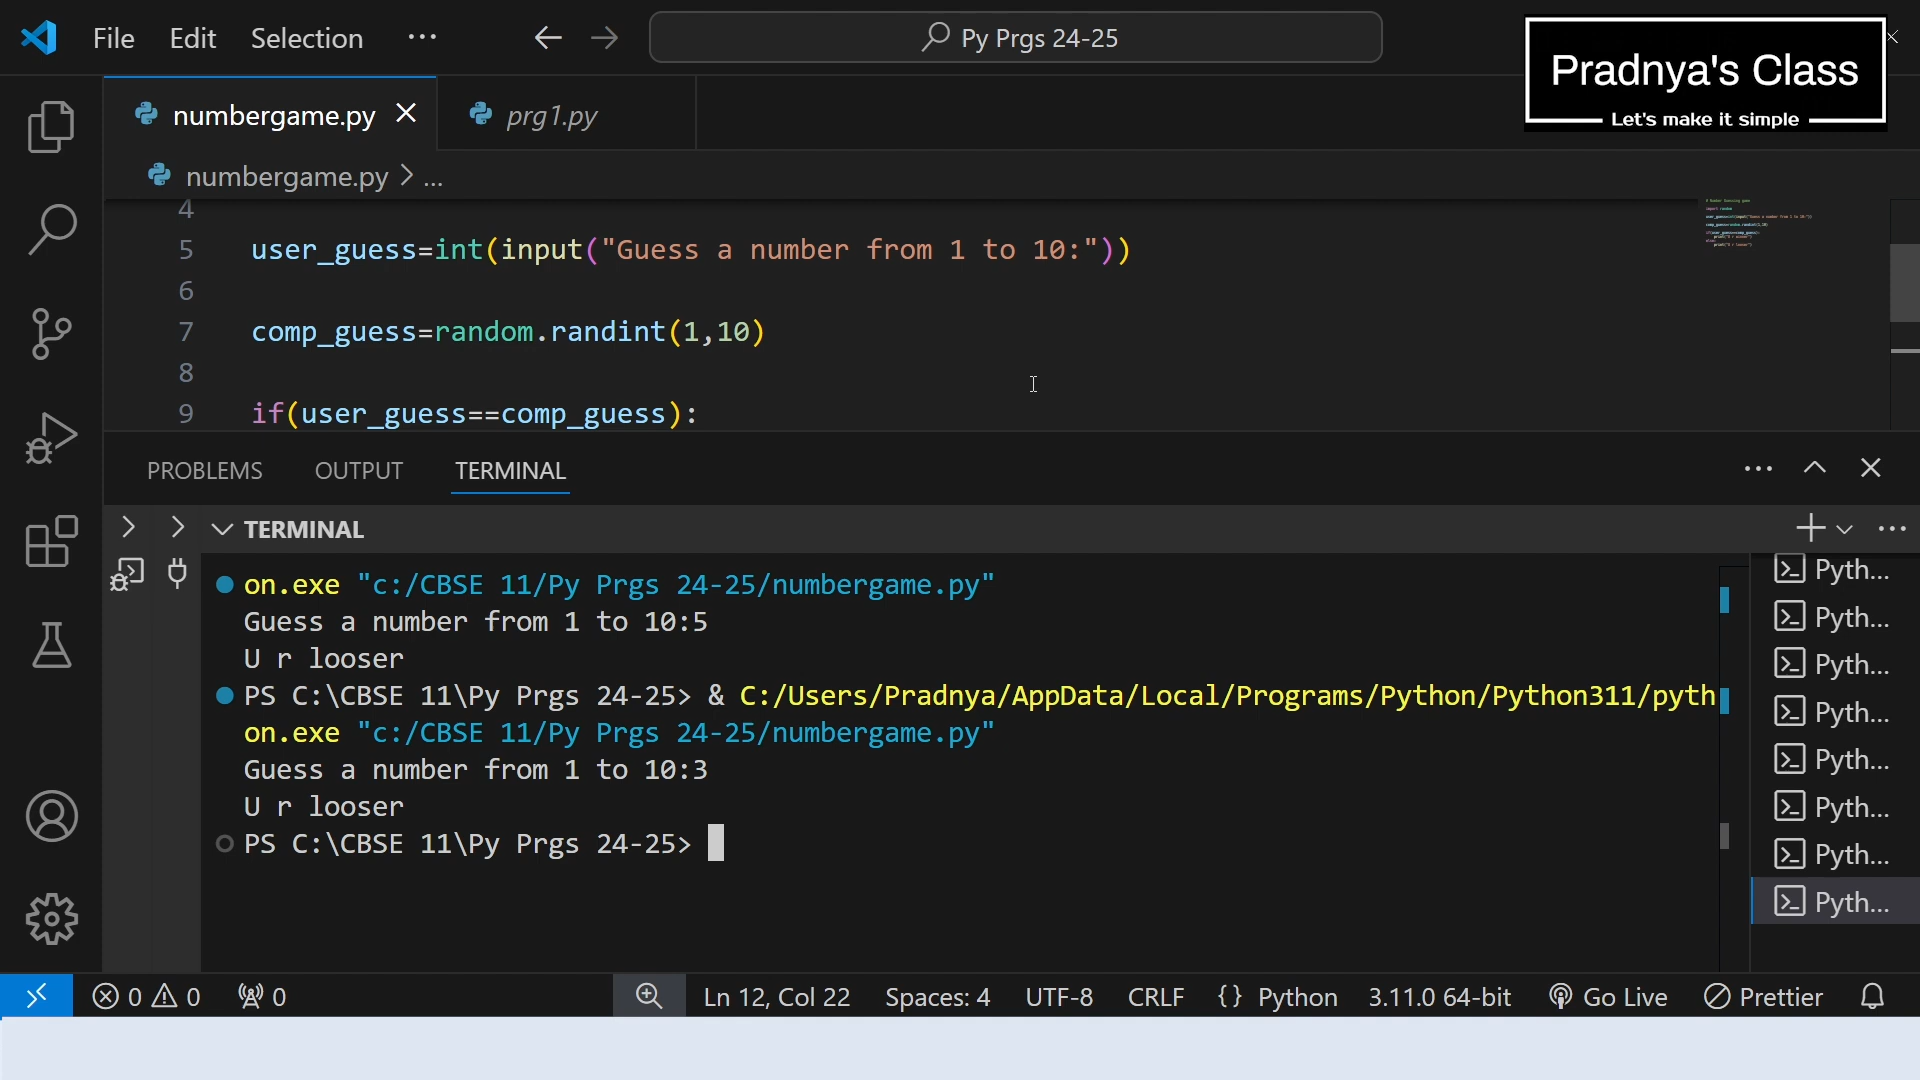 File Edit Selection ... Py Prgs 24-25
Pradnya's Class
Let's make it simple
numbergame.py prg1.py
numbergame.py > ...
4
5 user_guess=int(input("Guess a number from 1 to 10:"))
6
7 comp_guess=random.randint(1,10)
8
9 if(user_guess==comp_guess):
PROBLEMS OUTPUT TERMINAL
TERMINAL
on.exe "c:/CBSE 11/Py Prgs 24-25/numbergame.py"
Guess a number from 1 to 10:5
U r looser
PS C:\CBSE 11\Py Prgs 24-25> & C:/Users/Pradnya/AppData/Local/Programs/Python/Python311/pyth
on.exe "c:/CBSE 11/Py Prgs 24-25/numbergame.py"
Guess a number from 1 to 10:3
U r looser
PS C:\CBSE 11\Py Prgs 24-25>
Pyth...
Pyth...
Pyth...
Pyth...
Pyth...
Pyth...
Pyth...
Pyth...
0 0 0 Ln 12, Col 22 Spaces: 4 UTF-8 CRLF {} Python 3.11.0 64-bit Go Live Prettier